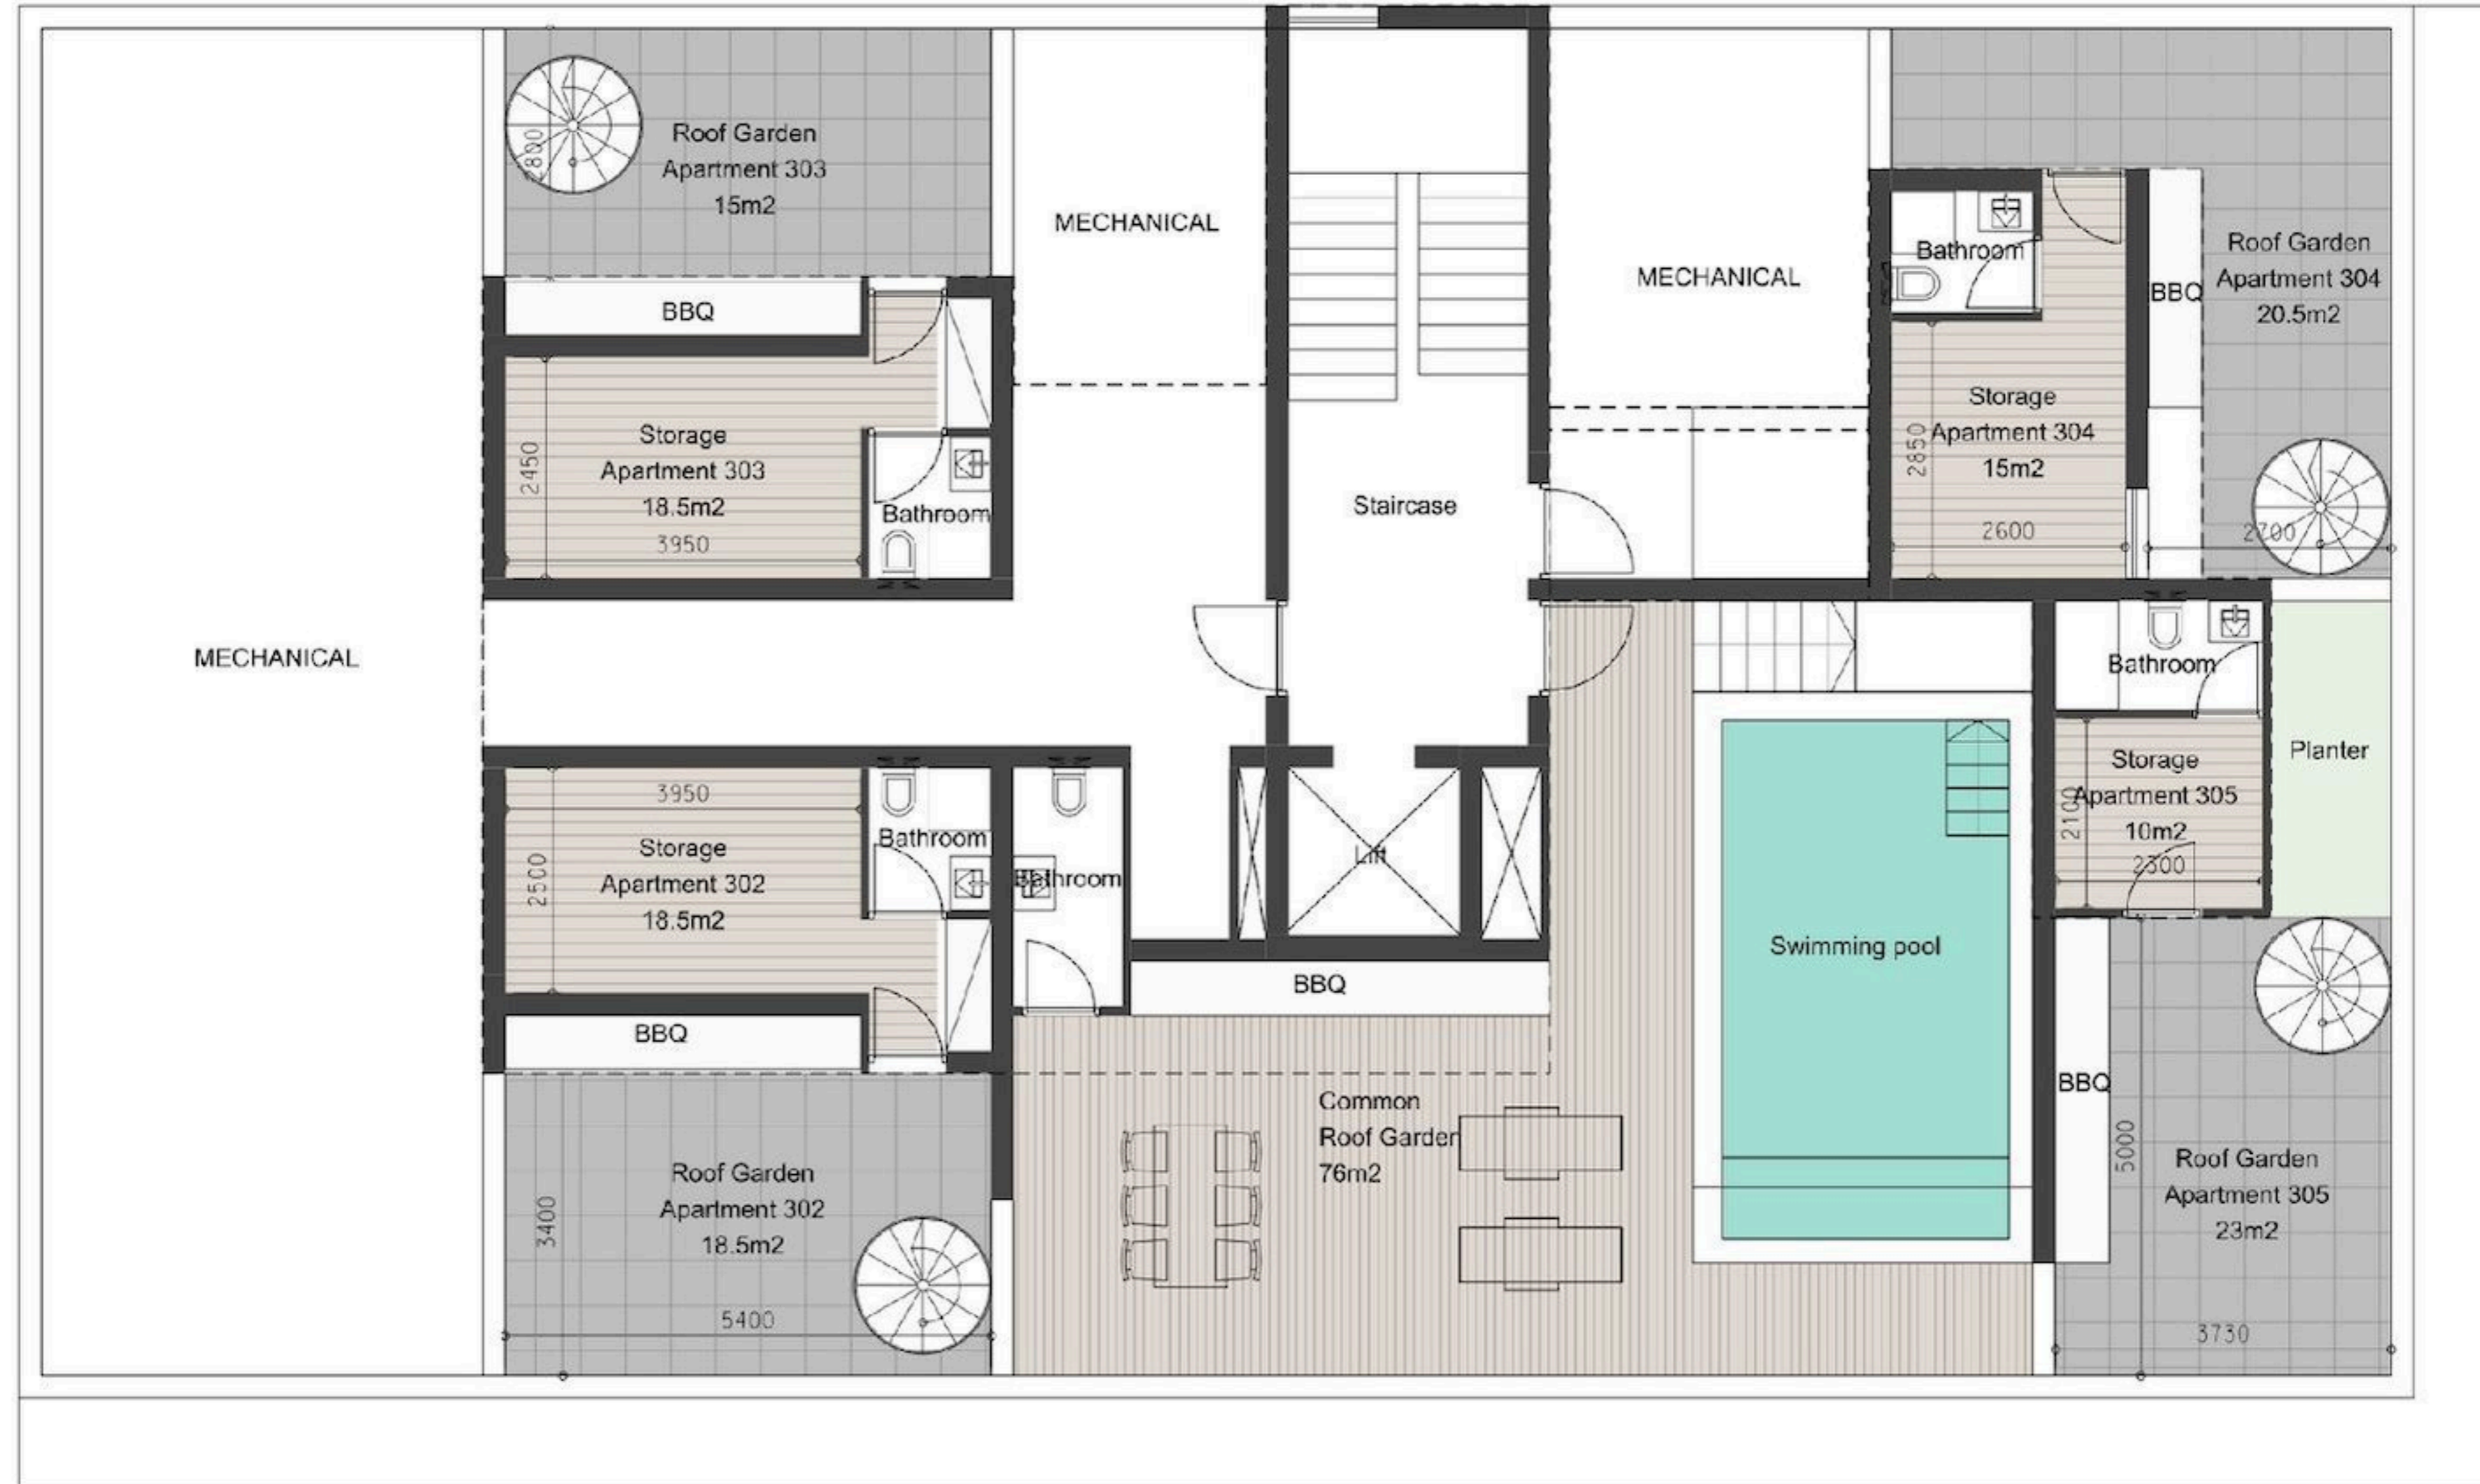 Roof Garden
Apartment 303
15m2
2800
MECHANICAL
MECHANICAL
Bathroom
BBQ
Roof Garden
Apartment 304
20.5m2
BBQ
Storage
Apartment 303
18.5m2
2450
3950
Bathroom
Staircase
Storage
Apartment 304
15m2
2850
2600
2700
MECHANICAL
Bathroom
Storage
Apartment 305
10m2
2100
2300
Planter
3950
Storage
Apartment 302
18.5m2
2500
Bathroom
Bathroom
Lift
Swimming pool
BBQ
BBQ
BBQ
Common
Roof Garden
76m2
Roof Garden
Apartment 302
18.5m2
3400
5400
5000
Roof Garden
Apartment 305
23m2
3730